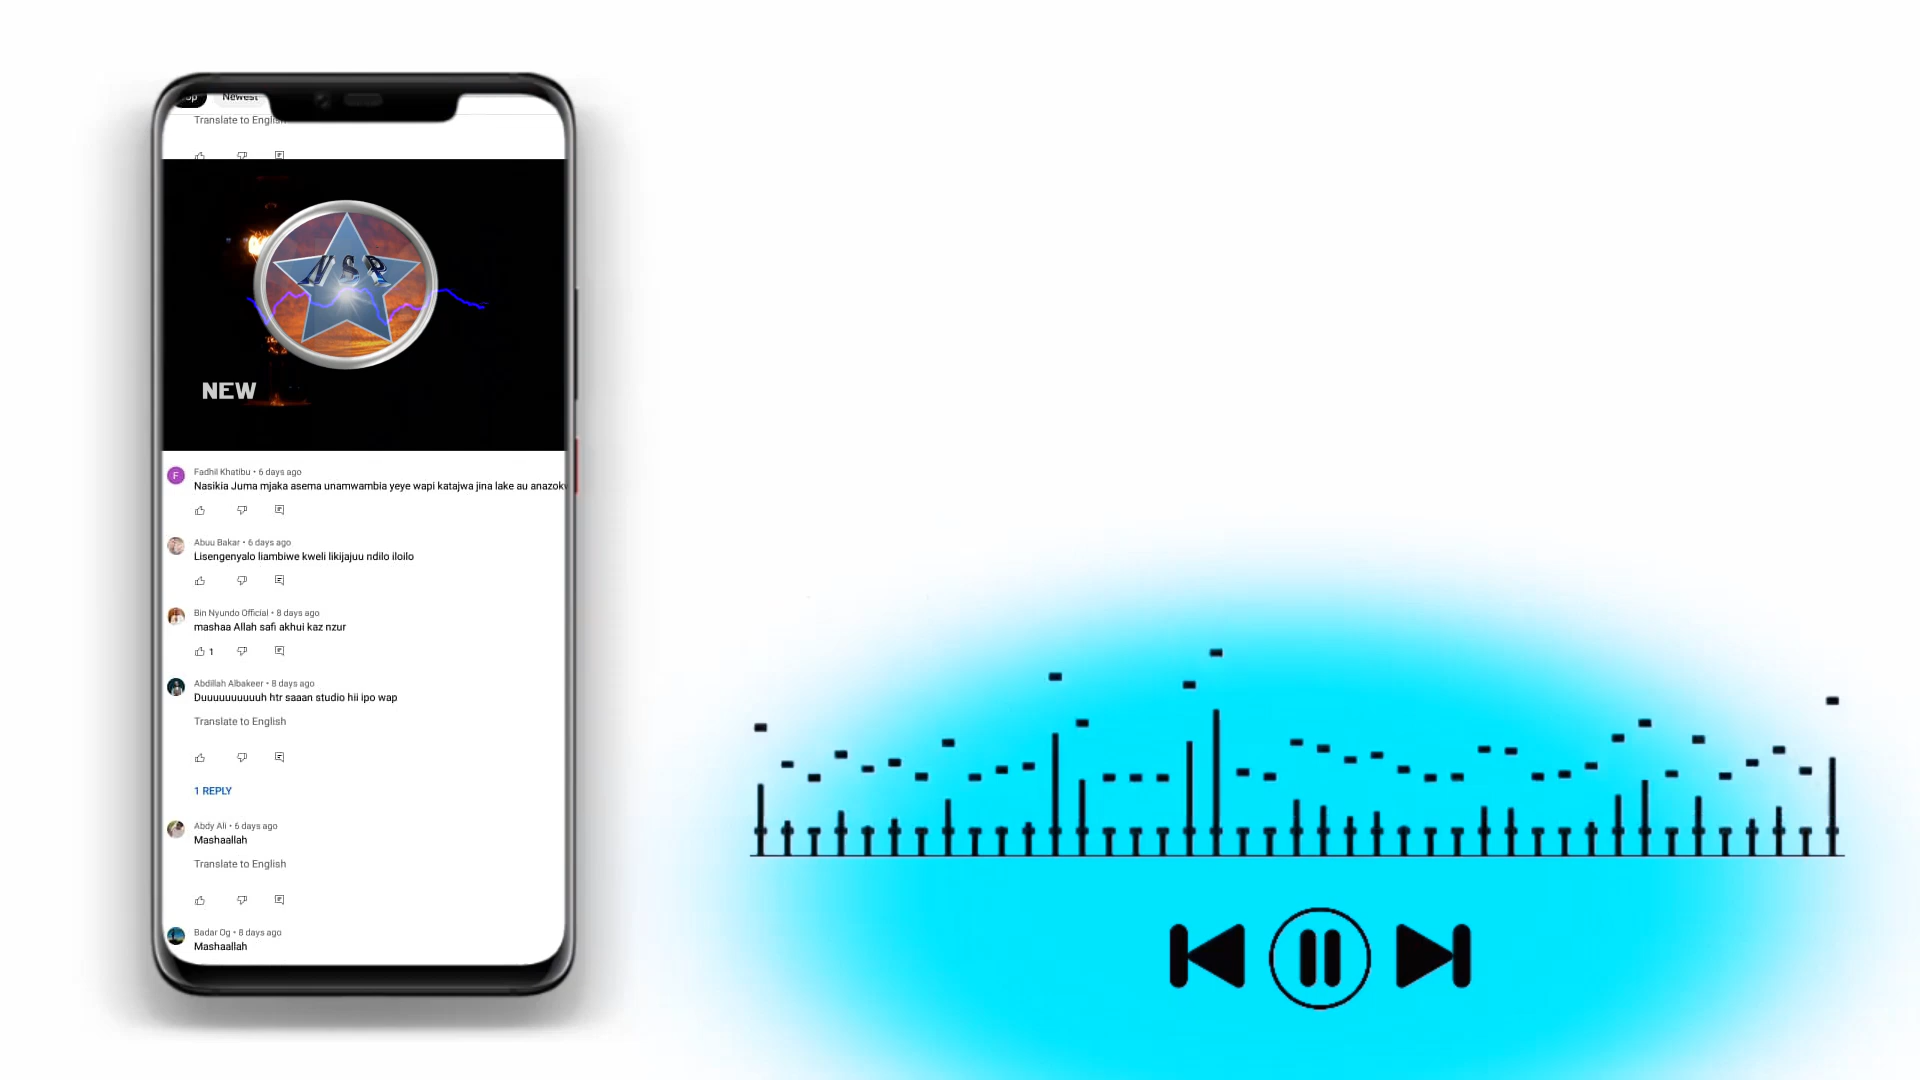 Newest
Translate to English
NSR
NEW
F
Fadhil Khatibu • 6 days ago
Nasikia Juma mjaka asema unamwambia yeye wapi katajwa jina lake au
Abuu Bakar • 6 days ago
Lisengenyalo liambiwe kweli likijajuu ndilo iloilo
Bin Nyundo Official • 8 days ago
mashaa Allah safi akhui kaz nzur
1
Abdillah Albakeer • 8 days ago
Duuuuuuuuuuh htr saaan studio hii ipo wap
Translate to English
1 REPLY
Abdy Ali • 6 days ago
Mashaallah
Translate to English
Badar Og • 8 days ago
Mashaallah